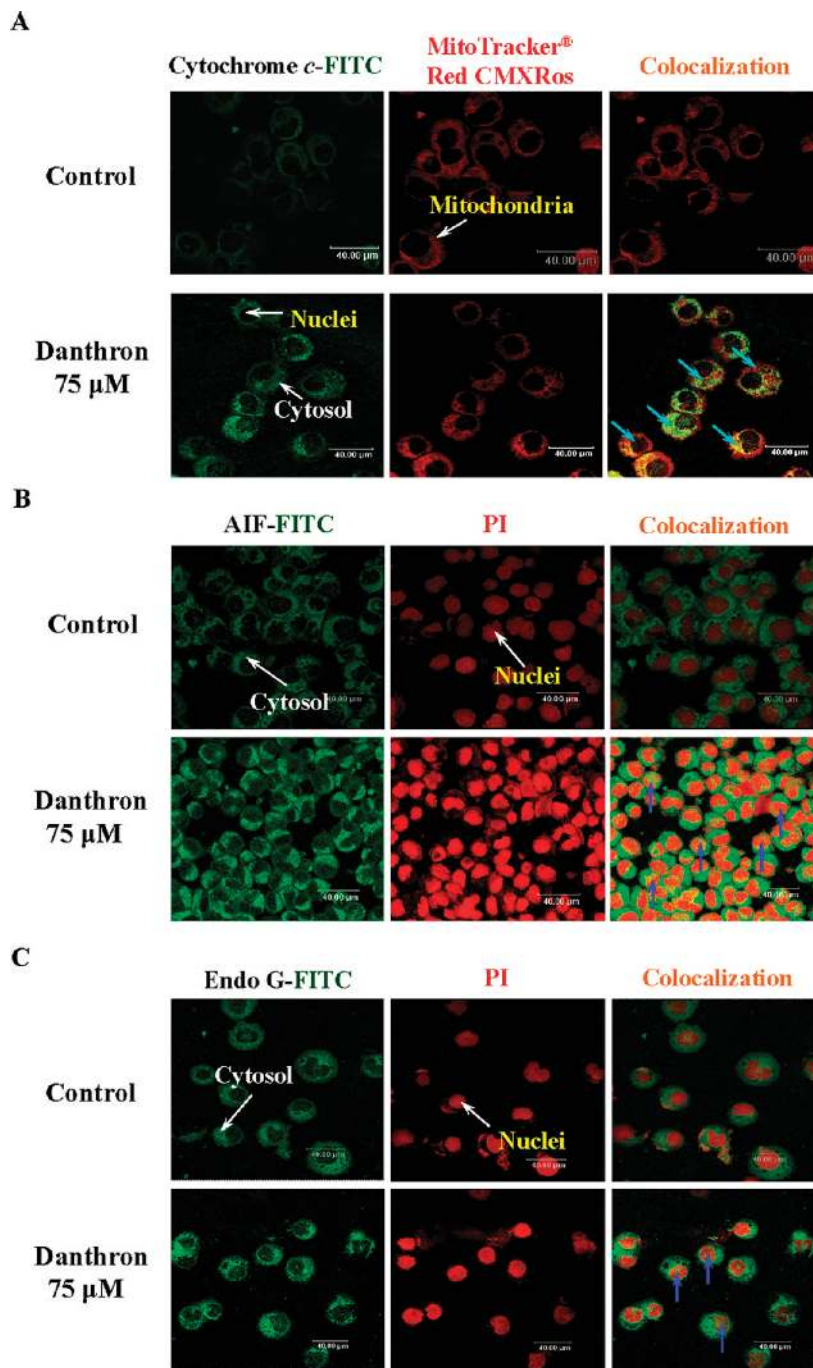 A
Cytochrome c-FITC
MitoTracker®
Red CMXRos
Colocalization
Control
Mitochondria
40.00 µm
40.00 µm
40.00 µm
Danthron
75 µM
Nuclei
Cytosol
40.00 µm
40.00 µm
40.00 µm
B
AIF-FITC
PI
Colocalization
Control
Cytosol
Nuclei
40.00 µm
40.00 µm
40.00 µm
Danthron
75 µM
40.00 µm
40.00 µm
40.00 µm
C
Endo G-FITC
PI
Colocalization
Control
Cytosol
Nuclei
40.00 µm
40.00 µm
40.00 µm
Danthron
75 µM
40.00 µm
40.00 µm
40.00 µm